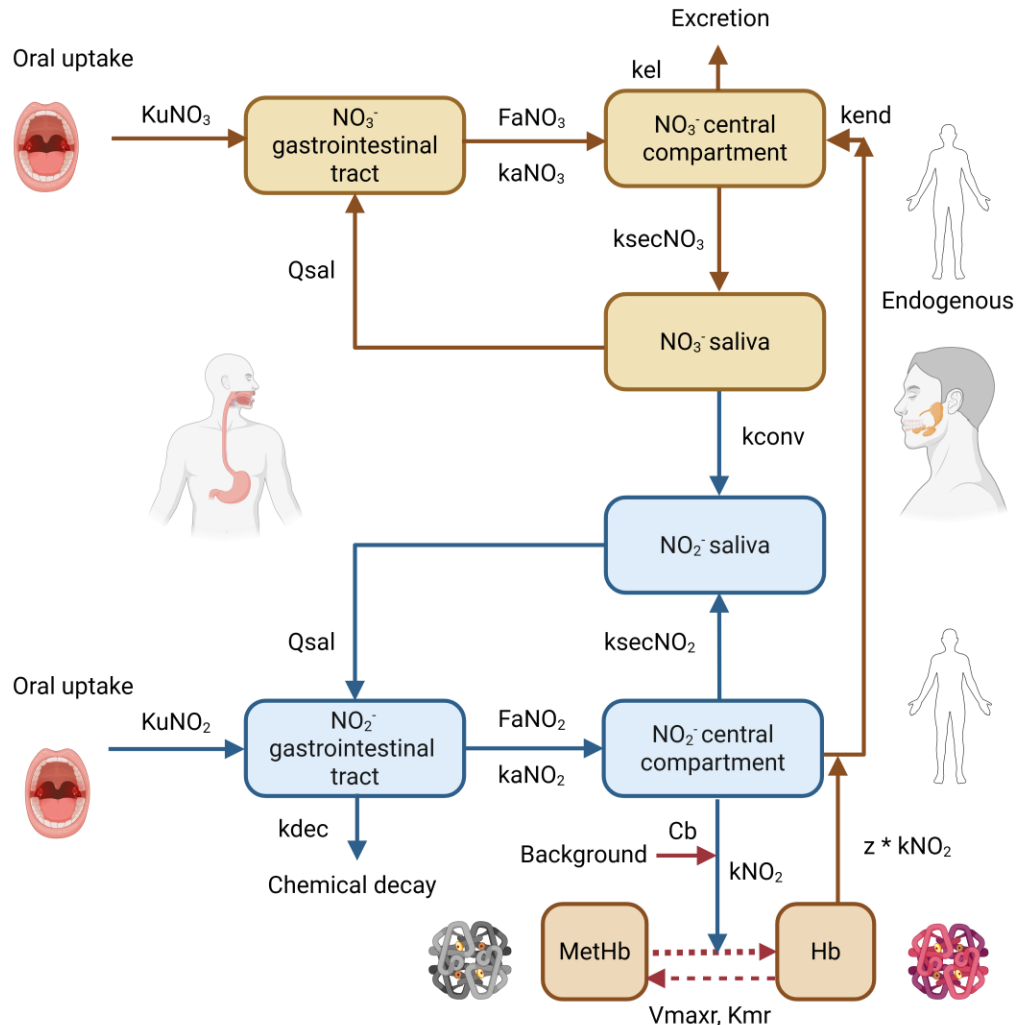 Excretion
Oral uptake
kel
KuNO₃
NO₃⁻
gastrointestinal
tract
FaNO₃
kaNO₃
NO₃⁻ central
compartment
kend
ksecNO₃
Qsal
Endogenous
NO₃⁻ saliva
kconv
NO₂⁻ saliva
Qsal
ksecNO₂
Oral uptake
KuNO₂
NO₂⁻
gastrointestinal
tract
FaNO₂
kaNO₂
NO₂⁻ central
compartment
kdec
Chemical decay
Cb
Background
kNO₂
z * kNO₂
MetHb
Hb
Vmaxr, Kmr